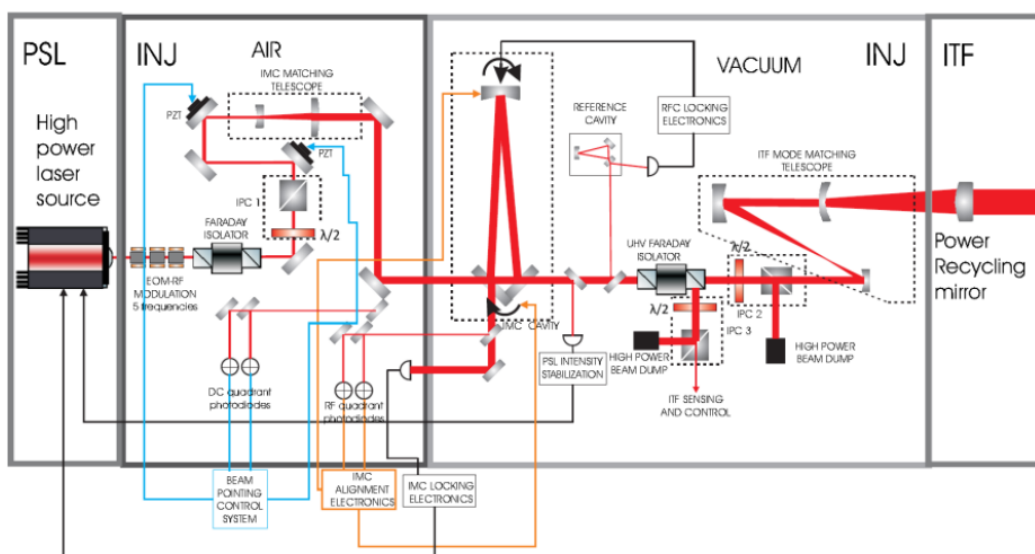 PSL
INJ
AIR
VACUUM
INJ
ITF
High
power
laser
source
PZT
IMC MATCHING
TELESCOPE
PZT
IPC 1
λ/2
FARADAY
ISOLATOR
EOM-RF
MODULATION
5 frequencies
DC quadrant
photodiodes
RF quadrant
photodiodes
BEAM
POINTING
CONTROL
SYSTEM
IMC
ALIGNMENT
ELECTRONICS
IMC LOCKING
ELECTRONICS
IMC CAVITY
REFERENCE
CAVITY
RFC LOCKING
ELECTRONICS
ITF MODE MATCHING
TELESCOPE
UHV FARADAY
ISOLATOR
λ/2
IPC 2
λ/2
IPC 3
HIGH POWER
BEAM DUMP
HIGH POWER
BEAM DUMP
PSL INTENSITY
STABILIZATION
ITF SENSING
AND CONTROL
Power
Recycling
mirror